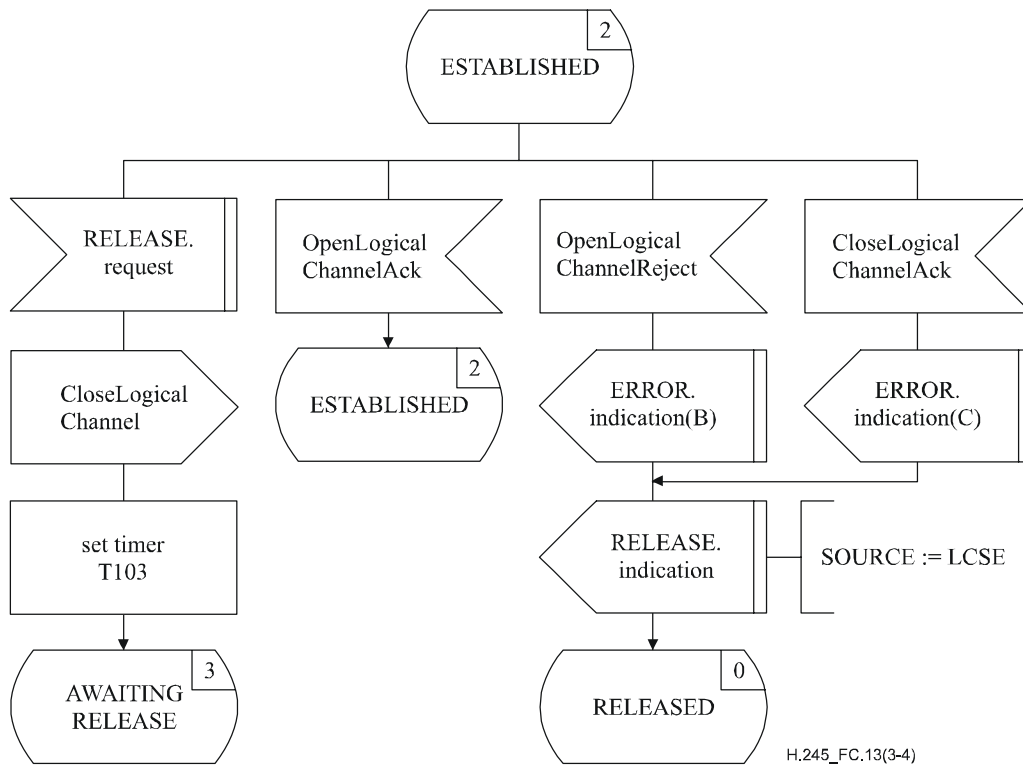 2
ESTABLISHED
RELEASE.
request
OpenLogical
ChannelAck
OpenLogical
ChannelReject
CloseLogical
ChannelAck
CloseLogical
Channel
2
ESTABLISHED
ERROR.
indication(B)
ERROR.
indication(C)
set timer
T103
RELEASE.
indication
SOURCE := LCSE
3
AWAITING
RELEASE
0
RELEASED
H.245_FC.13(3-4)